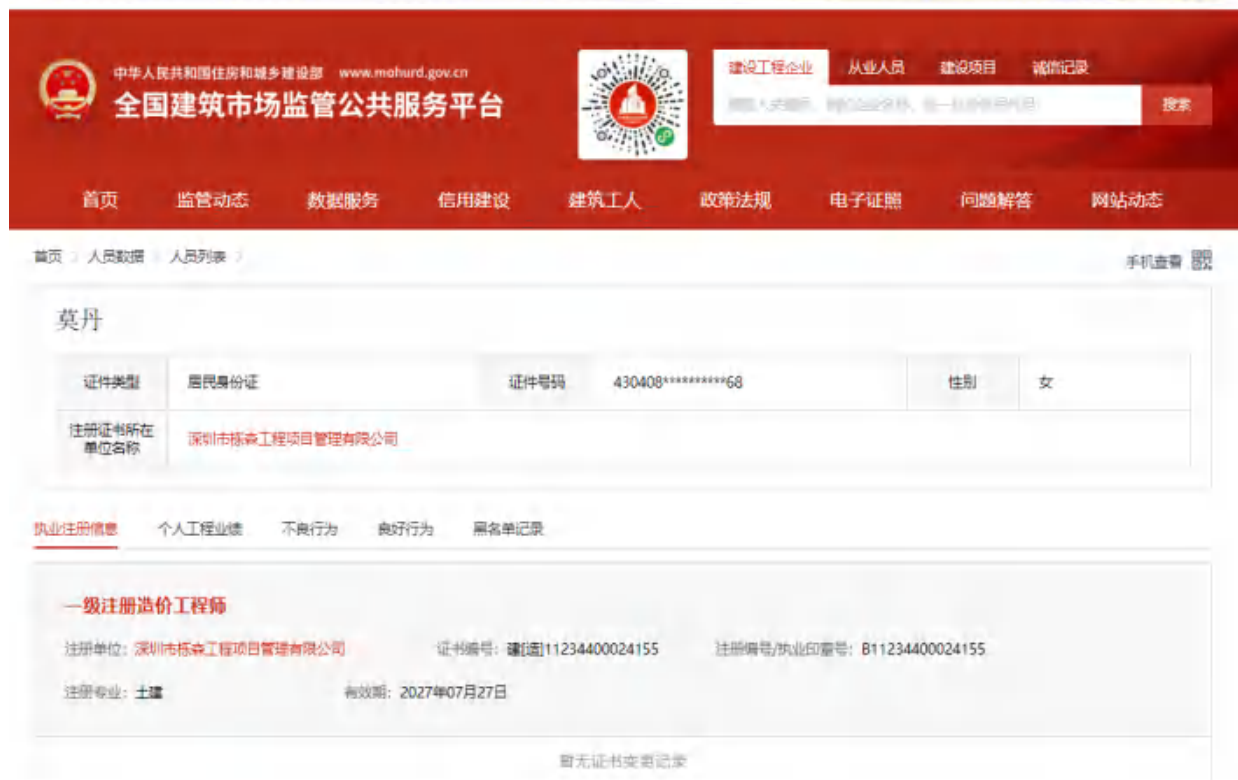 中华人民共和国住房和城乡建设部 www.mohurd.gov.cn
全国建筑市场监管公共服务平台
建设工程企业 从业人员 建设项目 诚信记录
搜索
首页 监管动态 数据服务 信用建设 建筑工人 政策法规 电子证照 问题解答 网站动态
首页 人员数据 人员列表
手机查看
莫丹
证件类型 居民身份证 证件号码 430408**********68 性别 女
注册证书所在
单位名称 深圳市栋森工程项目管理有限公司
执业注册信息 个人工程业绩 不良行为 良好行为 黑名单记录
一级注册造价工程师
注册单位: 深圳市栋森工程项目管理有限公司 证书编号: 建[造]11234400024155 注册编号/执业印章号: B11234400024155
注册专业: 土建 有效期: 2027年07月27日
暂无证书变更记录